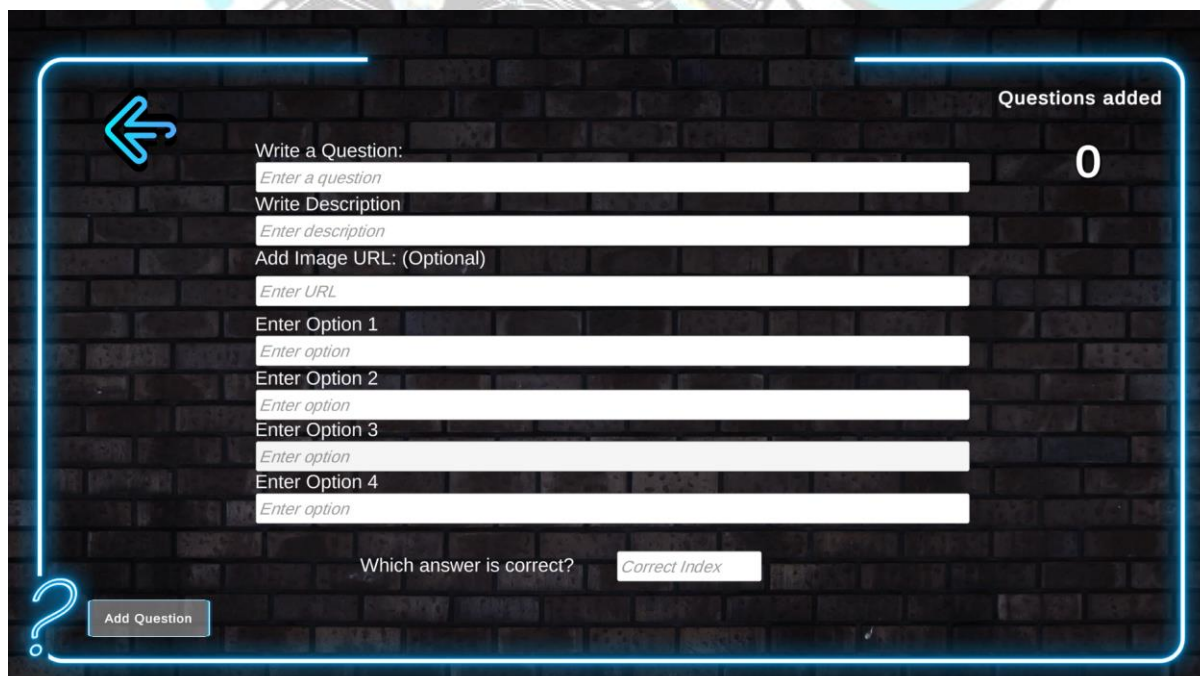 Questions added
0
Write a Question:
Enter a question
Write Description
Enter description
Add Image URL: (Optional)
Enter URL
Enter Option 1
Enter option
Enter Option 2
Enter option
Enter Option 3
Enter option
Enter Option 4
Enter option
Which answer is correct? Correct Index
Add Question